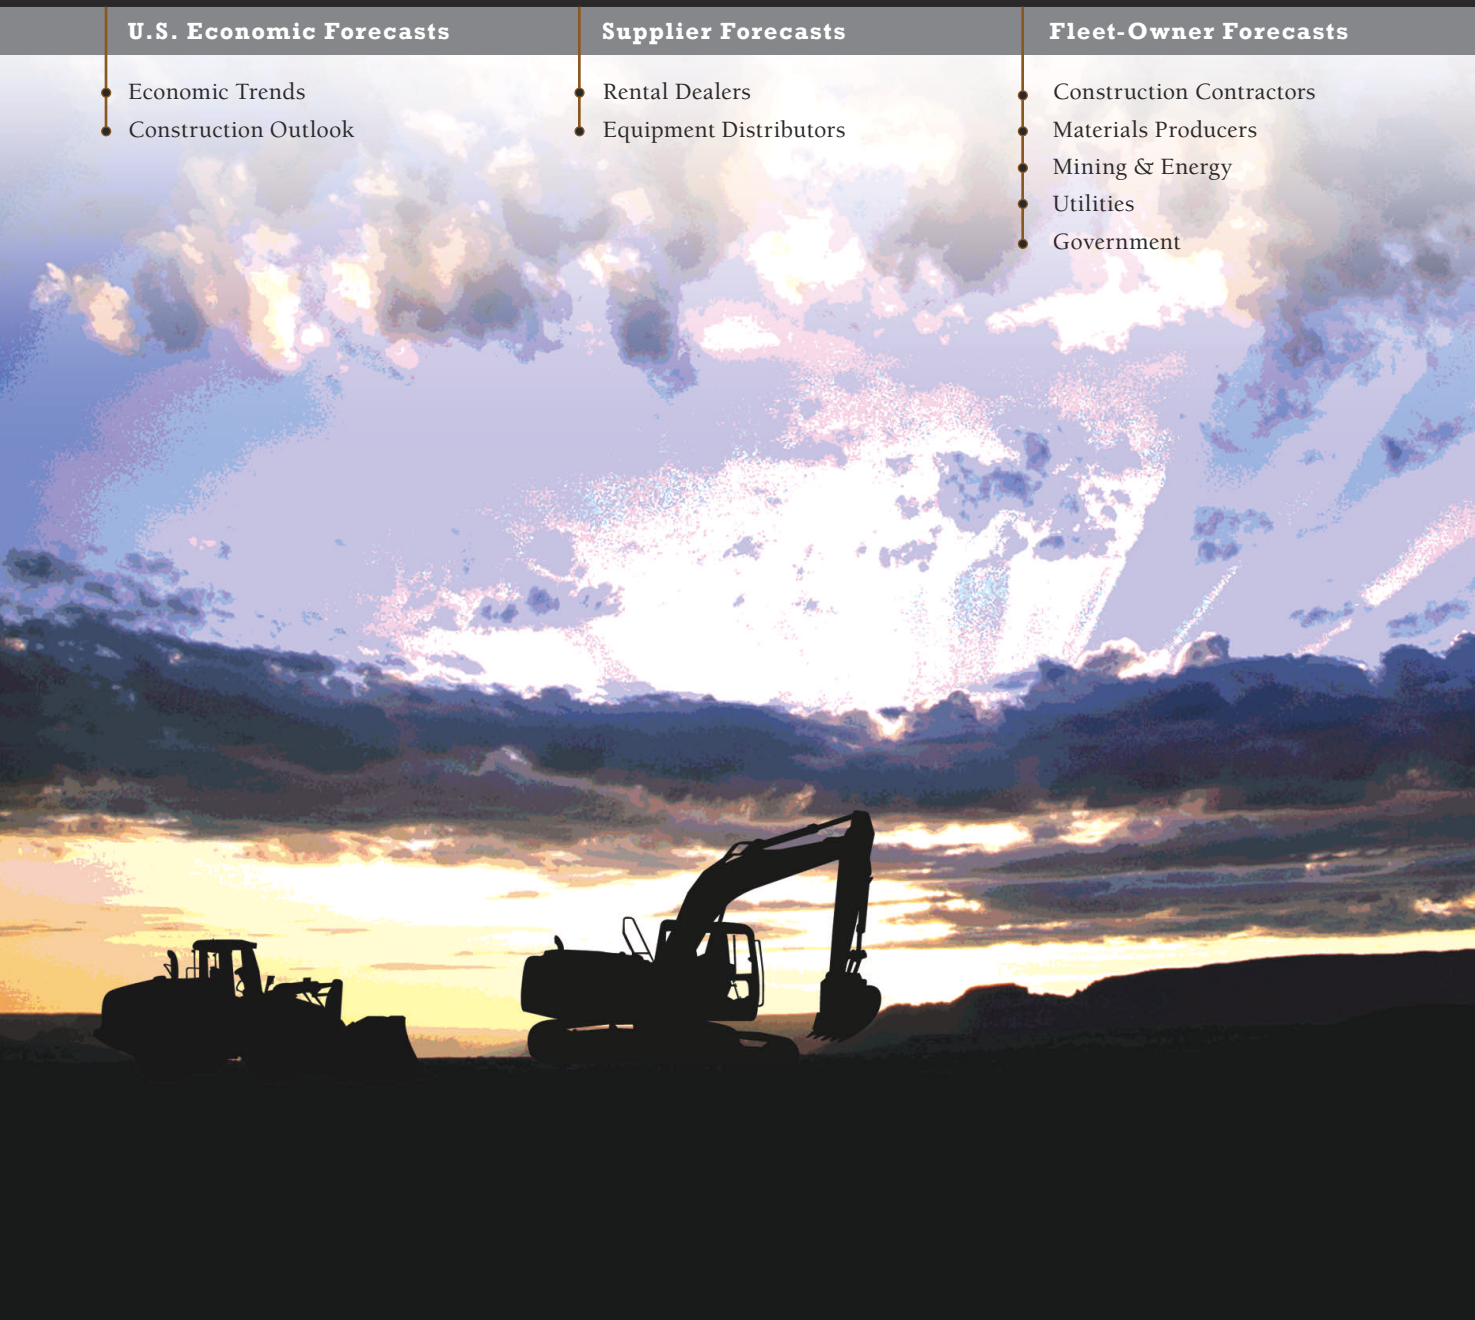 U.S. Economic Forecasts
Economic Trends
Construction Outlook
Supplier Forecasts
Rental Dealers
Equipment Distributors
Fleet-Owner Forecasts
Construction Contractors
Materials Producers
Mining & Energy
Utilities
Government